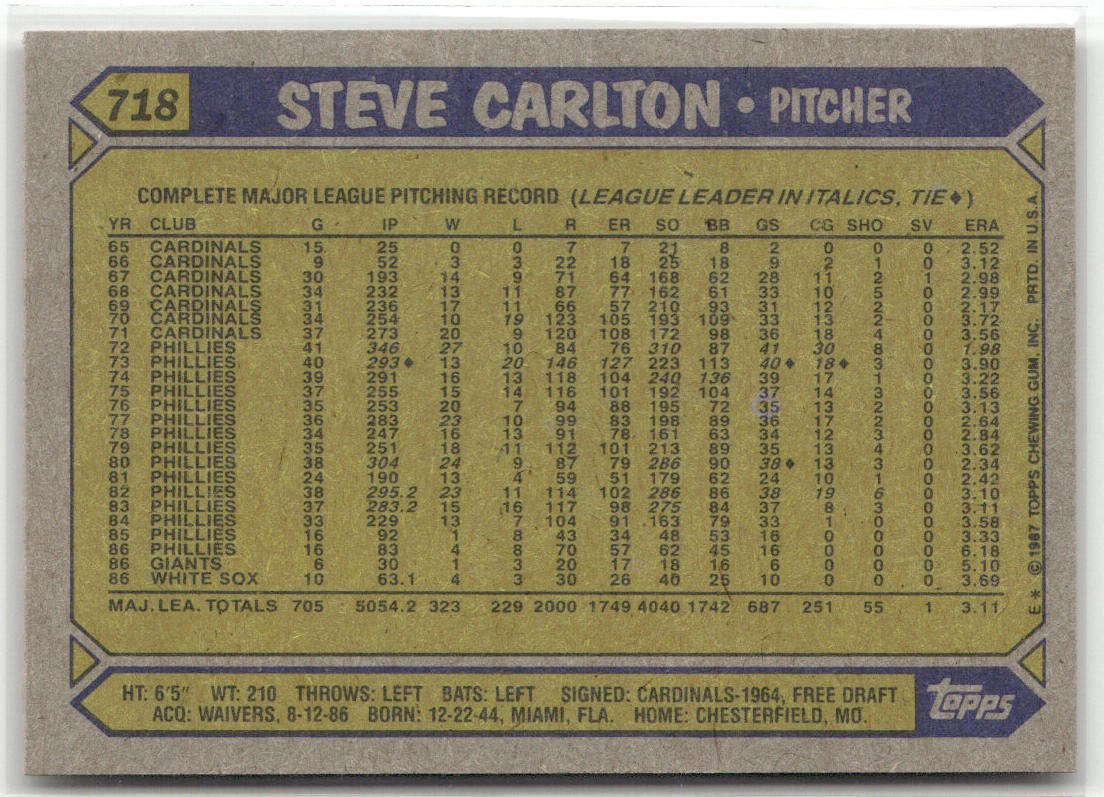 718 STEVE CARLTON • PITCHER
COMPLETE MAJOR LEAGUE PITCHING RECORD (LEAGUE LEADER IN ITALICS, TIE♦)
YR CLUB G IP W L R ER SO BB GS CG SHO SV ERA
65 CARDINALS 15 25 0 0 7 7 21 8 2 0 0 0 2.52
66 CARDINALS 9 52 3 3 22 18 25 18 9 2 1 0 3.12
67 CARDINALS 30 193 14 9 71 64 168 62 28 11 2 1 2.98
68 CARDINALS 34 232 13 11 87 77 162 61 33 10 5 0 2.99
69 CARDINALS 31 236 17 11 66 57 210 93 31 12 2 0 2.17
70 CARDINALS 34 254 10 19 123 105 193 109 33 13 2 0 3.72
71 CARDINALS 37 273 20 9 120 108 172 98 36 18 4 0 3.56
72 PHILLIES 41 346 27 10 84 76 310 87 41 30 8 0 1.98
73 PHILLIES 40 293♦ 13 20 146 127 223 113 40♦ 18♦ 3 0 3.90
74 PHILLIES 39 291 16 13 118 104 240 136 39 17 1 0 3.22
75 PHILLIES 37 255 15 14 116 101 192 104 37 14 3 0 3.56
76 PHILLIES 35 253 20 7 94 88 195 72 35 13 2 0 3.13
77 PHILLIES 36 283 23 10 99 83 198 89 36 17 2 0 2.64
78 PHILLIES 34 247 16 13 91 78 161 63 34 12 3 0 2.84
79 PHILLIES 35 251 18 11 112 101 213 89 35 13 4 0 3.62
80 PHILLIES 38 304 24 9 87 79 286 90 38♦ 13 3 0 2.34
81 PHILLIES 24 190 13 4 59 51 179 62 24 10 1 0 2.42
82 PHILLIES 38 295.2 23 11 114 102 286 86 38 19 6 0 3.10
83 PHILLIES 37 283.2 15 16 117 98 275 84 37 8 3 0 3.11
84 PHILLIES 33 229 13 7 104 91 163 79 33 1 0 0 3.58
85 PHILLIES 16 92 1 8 43 34 48 53 16 0 0 0 3.33
86 PHILLIES 16 83 4 8 70 57 62 45 16 0 0 0 6.18
86 GIANTS 6 30 1 3 20 17 18 16 6 0 0 0 5.10
86 WHITE SOX 10 63.1 4 3 30 26 40 25 10 0 0 0 3.69
MAJ. LEA. TOTALS 705 5054.2 323 229 2000 1749 4040 1742 687 251 55 1 3.11
E* © 1987 TOPPS CHEWING GUM, INC. PRTD. IN U.S.A.
HT: 6'5" WT: 210 THROWS: LEFT BATS: LEFT SIGNED: CARDINALS-1964, FREE DRAFT
ACQ: WAIVERS, 8-12-86 BORN: 12-22-44, MIAMI, FLA. HOME: CHESTERFIELD, MO.
topps